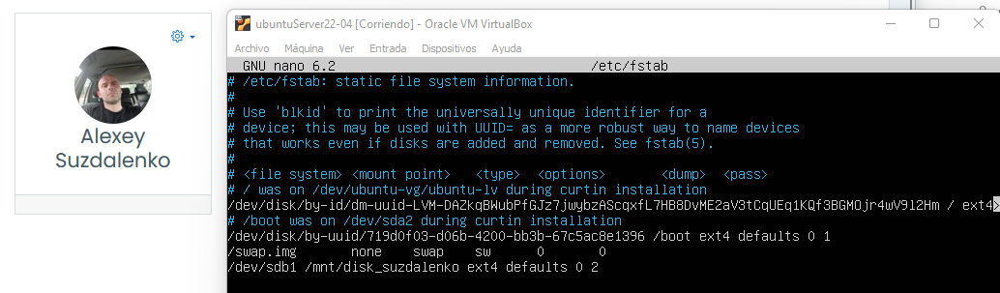 Alexey
Suzdalenko
ubuntuServer22-04 [Corriendo] - Oracle VM VirtualBox
Archivo Máquina Ver Entrada Dispositivos Ayuda
GNU nano 6.2 /etc/fstab
# /etc/fstab: static file system information.
#
# Use 'blkid' to print the universally unique identifier for a
# device; this may be used with UUID= as a more robust way to name devices
# that works even if disks are added and removed. See fstab(5).
#
# <file system> <mount point> <type> <options> <dump> <pass>
# / was on /dev/ubuntu-vg/ubuntu-lv during curtin installation
/dev/disk/by-id/dm-uuid-LVM-DAZkqBWubPfGJz7jwybzAScqxfL7HB8DvME2aV3tCqUEq1KQf3BGMOjr4wV9l2Hm / ext4>
# /boot was on /dev/sda2 during curtin installation
/dev/disk/by-uuid/719d0f03-d06b-4200-bb3b-67c5ac8e1396 /boot ext4 defaults 0 1
/swap.img none swap sw 0 0
/dev/sdb1 /mnt/disk_suzdalenko ext4 defaults 0 2